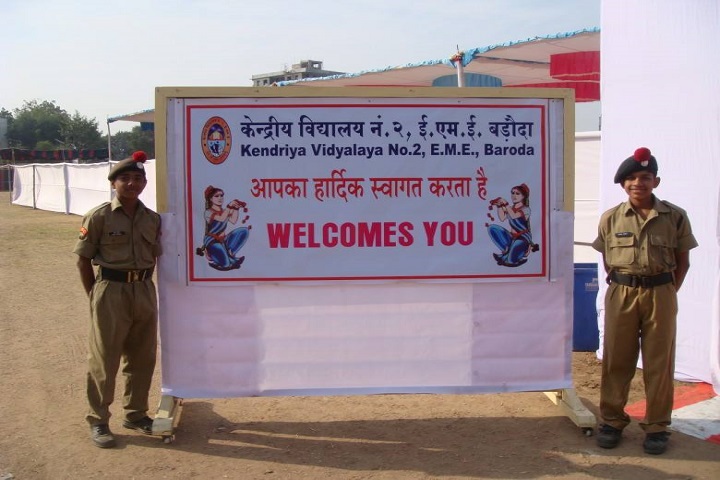 केन्द्रीय विद्यालय नं.२, ई.एम.ई. बड़ौदा
Kendriya Vidyalaya No.2, E.M.E., Baroda
आपका हार्दिक स्वागत करता है
WELCOMES YOU